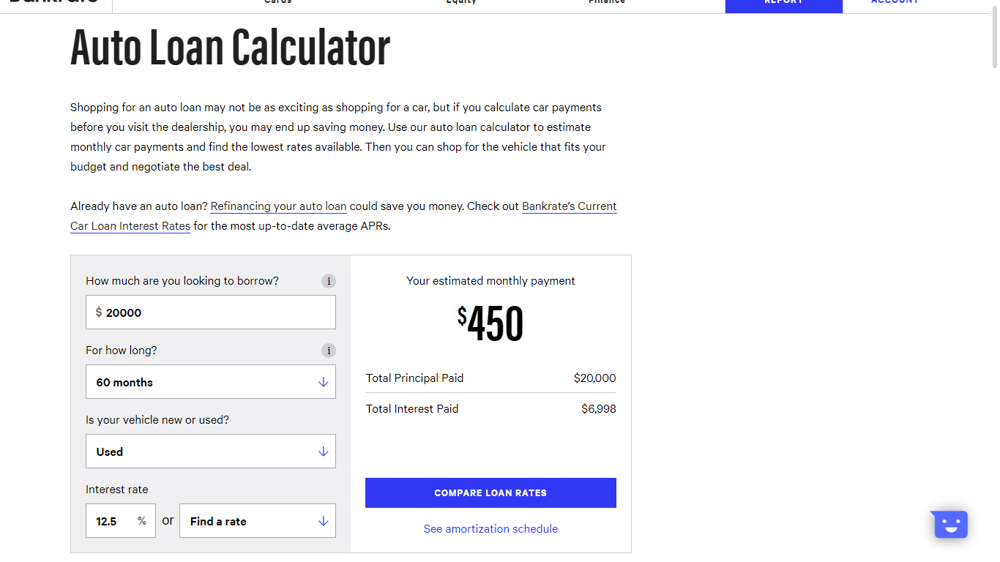 Bankrate
Cards
Equity
Finance
REPORT
ACCOUNT
Auto Loan Calculator
Shopping for an auto loan may not be as exciting as shopping for a car, but if you calculate car payments
before you visit the dealership, you may end up saving money. Use our auto loan calculator to estimate
monthly car payments and find the lowest rates available. Then you can shop for the vehicle that fits your
budget and negotiate the best deal.
Already have an auto loan? Refinancing your auto loan could save you money. Check out Bankrate’s Current
Car Loan Interest Rates for the most up-to-date average APRs.
How much are you looking to borrow? i
$ 20000
For how long? i
60 months
Is your vehicle new or used?
Used
Interest rate
12.5 % or Find a rate
Your estimated monthly payment
$450
Total Principal Paid $20,000
Total Interest Paid $6,998
COMPARE LOAN RATES
See amortization schedule